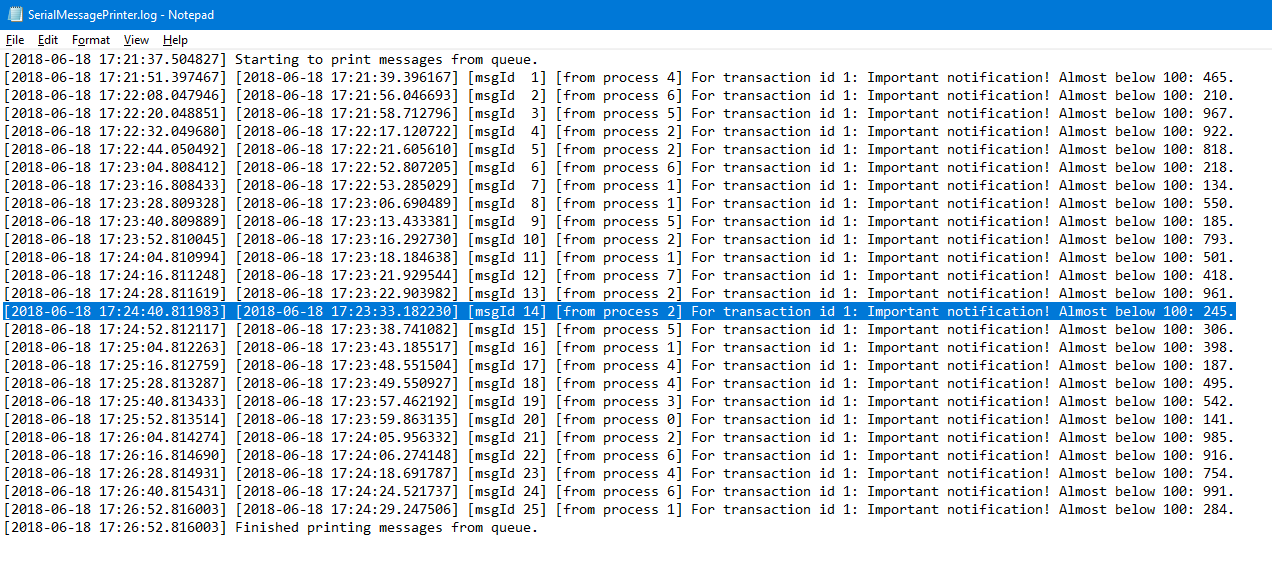 SerialMessagePrinter.log - Notepad
File Edit Format View Help
[2018-06-18 17:21:37.504827] Starting to print messages from queue.
[2018-06-18 17:21:51.397467] [2018-06-18 17:21:39.396167] [msgId  1] [from process 4] For transaction id 1: Important notification! Almost below 100: 465.
[2018-06-18 17:22:08.047946] [2018-06-18 17:21:56.046693] [msgId  2] [from process 6] For transaction id 1: Important notification! Almost below 100: 210.
[2018-06-18 17:22:20.048851] [2018-06-18 17:21:58.712796] [msgId  3] [from process 5] For transaction id 1: Important notification! Almost below 100: 967.
[2018-06-18 17:22:32.049680] [2018-06-18 17:22:17.120722] [msgId  4] [from process 2] For transaction id 1: Important notification! Almost below 100: 922.
[2018-06-18 17:22:44.050492] [2018-06-18 17:22:21.605610] [msgId  5] [from process 2] For transaction id 1: Important notification! Almost below 100: 818.
[2018-06-18 17:23:04.808412] [2018-06-18 17:22:52.807205] [msgId  6] [from process 6] For transaction id 1: Important notification! Almost below 100: 218.
[2018-06-18 17:23:16.808433] [2018-06-18 17:22:53.285029] [msgId  7] [from process 1] For transaction id 1: Important notification! Almost below 100: 134.
[2018-06-18 17:23:28.809328] [2018-06-18 17:23:06.690489] [msgId  8] [from process 1] For transaction id 1: Important notification! Almost below 100: 550.
[2018-06-18 17:23:40.809889] [2018-06-18 17:23:13.433381] [msgId  9] [from process 5] For transaction id 1: Important notification! Almost below 100: 185.
[2018-06-18 17:23:52.810045] [2018-06-18 17:23:16.292730] [msgId 10] [from process 2] For transaction id 1: Important notification! Almost below 100: 793.
[2018-06-18 17:24:04.810994] [2018-06-18 17:23:18.184638] [msgId 11] [from process 1] For transaction id 1: Important notification! Almost below 100: 501.
[2018-06-18 17:24:16.811248] [2018-06-18 17:23:21.929544] [msgId 12] [from process 7] For transaction id 1: Important notification! Almost below 100: 418.
[2018-06-18 17:24:28.811619] [2018-06-18 17:23:22.903982] [msgId 13] [from process 2] For transaction id 1: Important notification! Almost below 100: 961.
[2018-06-18 17:24:40.811983] [2018-06-18 17:23:33.182230] [msgId 14] [from process 2] For transaction id 1: Important notification! Almost below 100: 245.
[2018-06-18 17:24:52.812117] [2018-06-18 17:23:38.741082] [msgId 15] [from process 5] For transaction id 1: Important notification! Almost below 100: 306.
[2018-06-18 17:25:04.812263] [2018-06-18 17:23:43.185517] [msgId 16] [from process 1] For transaction id 1: Important notification! Almost below 100: 398.
[2018-06-18 17:25:16.812759] [2018-06-18 17:23:48.551504] [msgId 17] [from process 4] For transaction id 1: Important notification! Almost below 100: 187.
[2018-06-18 17:25:28.813287] [2018-06-18 17:23:49.550927] [msgId 18] [from process 4] For transaction id 1: Important notification! Almost below 100: 495.
[2018-06-18 17:25:40.813433] [2018-06-18 17:23:57.462192] [msgId 19] [from process 3] For transaction id 1: Important notification! Almost below 100: 542.
[2018-06-18 17:25:52.813514] [2018-06-18 17:23:59.863135] [msgId 20] [from process 0] For transaction id 1: Important notification! Almost below 100: 141.
[2018-06-18 17:26:04.814274] [2018-06-18 17:24:05.956332] [msgId 21] [from process 2] For transaction id 1: Important notification! Almost below 100: 985.
[2018-06-18 17:26:16.814690] [2018-06-18 17:24:06.274148] [msgId 22] [from process 6] For transaction id 1: Important notification! Almost below 100: 916.
[2018-06-18 17:26:28.814931] [2018-06-18 17:24:18.691787] [msgId 23] [from process 4] For transaction id 1: Important notification! Almost below 100: 754.
[2018-06-18 17:26:40.815431] [2018-06-18 17:24:24.521737] [msgId 24] [from process 6] For transaction id 1: Important notification! Almost below 100: 991.
[2018-06-18 17:26:52.816003] [2018-06-18 17:24:29.247506] [msgId 25] [from process 1] For transaction id 1: Important notification! Almost below 100: 284.
[2018-06-18 17:26:52.816003] Finished printing messages from queue.